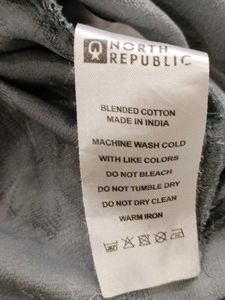 NORTH
REPUBLIC
BLENDED COTTON
MADE IN INDIA
MACHINE WASH COLD
WITH LIKE COLORS
DO NOT BLEACH
DO NOT TUMBLE DRY
DO NOT DRY CLEAN
WARM IRON